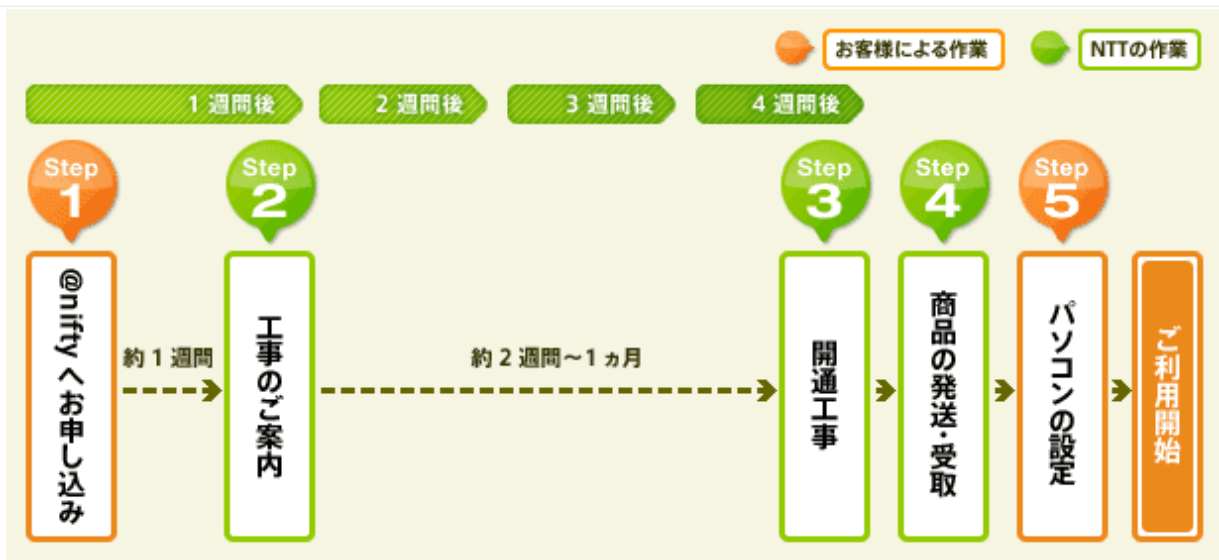 お客様による作業
NTTの作業
1週間後
2週間後
3週間後
4週間後
Step
1
Step
2
Step
3
Step
4
Step
5
@niftyへお申し込み
約1週間
工事のご案内
約2週間～1ヵ月
開通工事
商品の発送・受取
パソコンの設定
ご利用開始